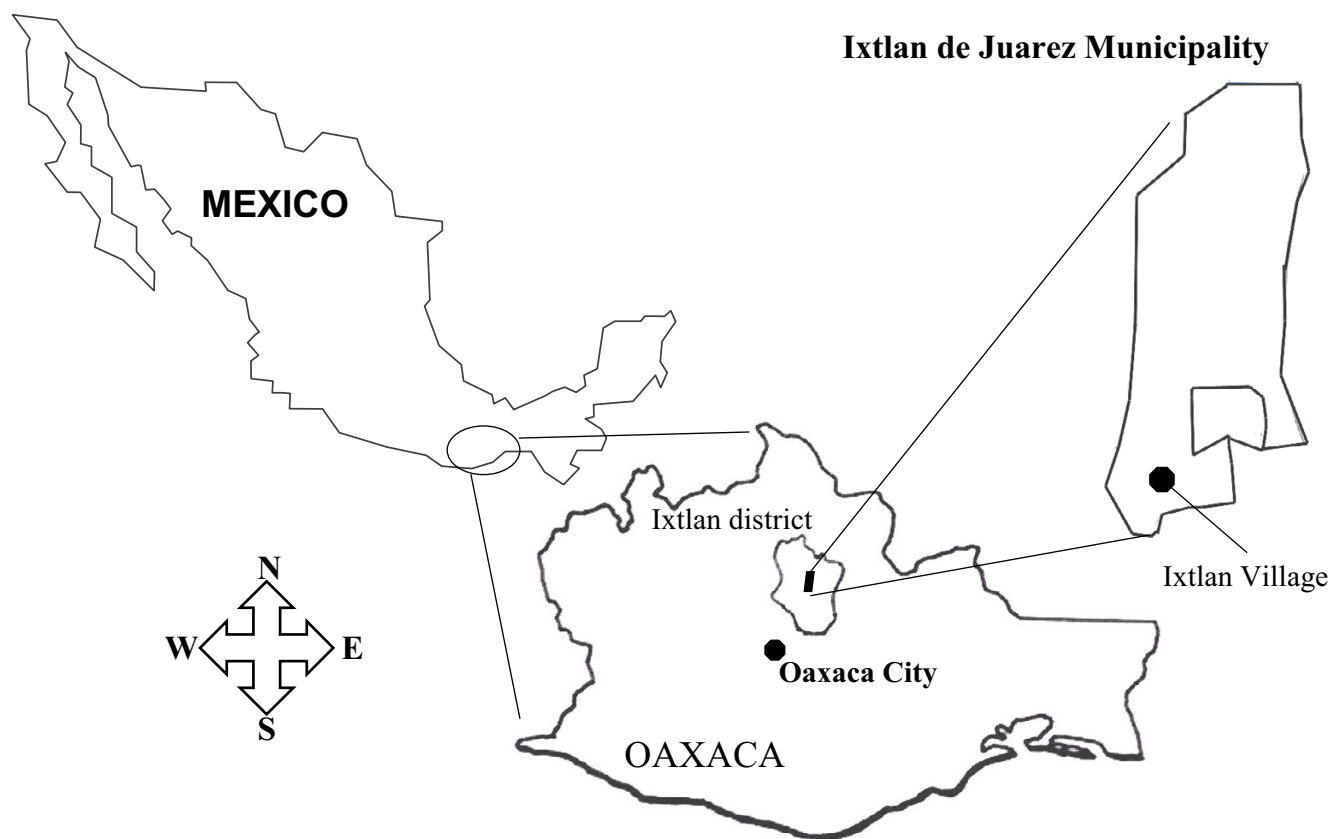 Ixtlan de Juarez Municipality
MEXICO
Ixtlan district
Ixtlan Village
N
W
E
S
Oaxaca City
OAXACA